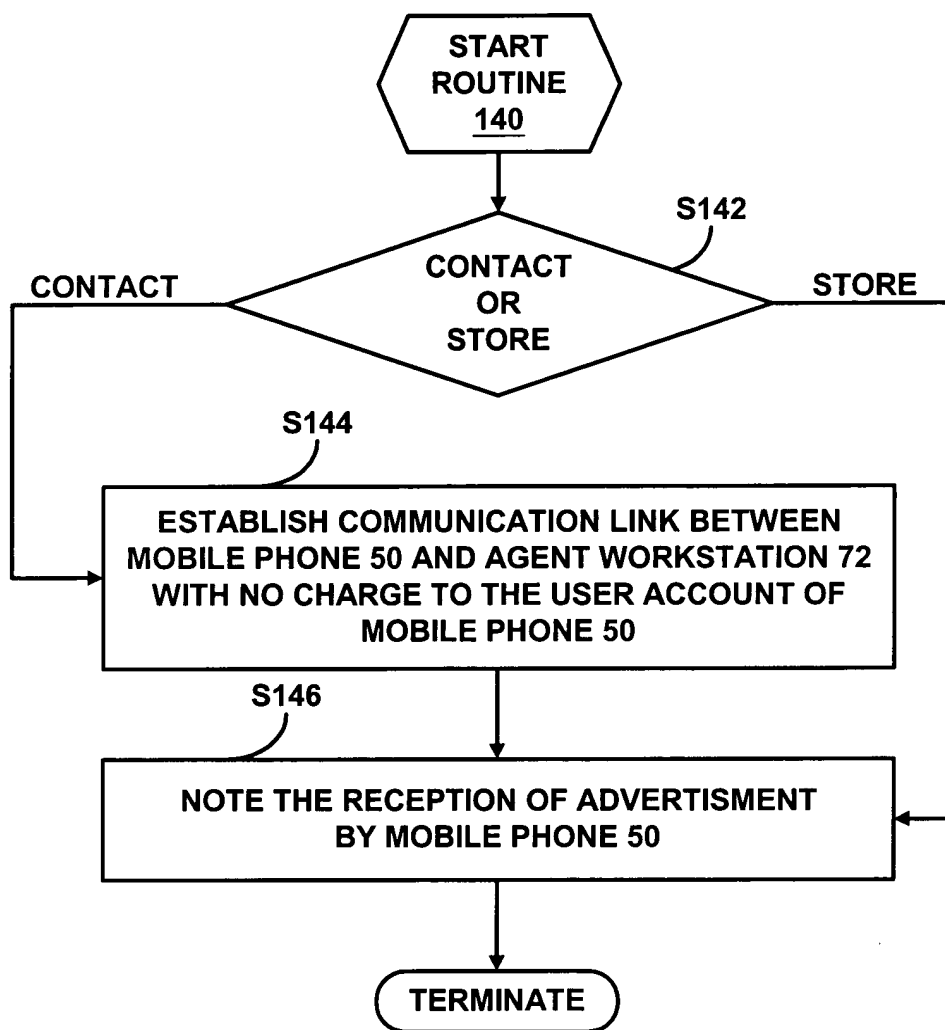 START
ROUTINE
140
S142
CONTACT
STORE
CONTACT
OR
STORE
S144
ESTABLISH COMMUNICATION LINK BETWEEN
MOBILE PHONE 50 AND AGENT WORKSTATION 72
WITH NO CHARGE TO THE USER ACCOUNT OF
MOBILE PHONE 50
S146
NOTE THE RECEPTION OF ADVERTISMENT
BY MOBILE PHONE 50
TERMINATE